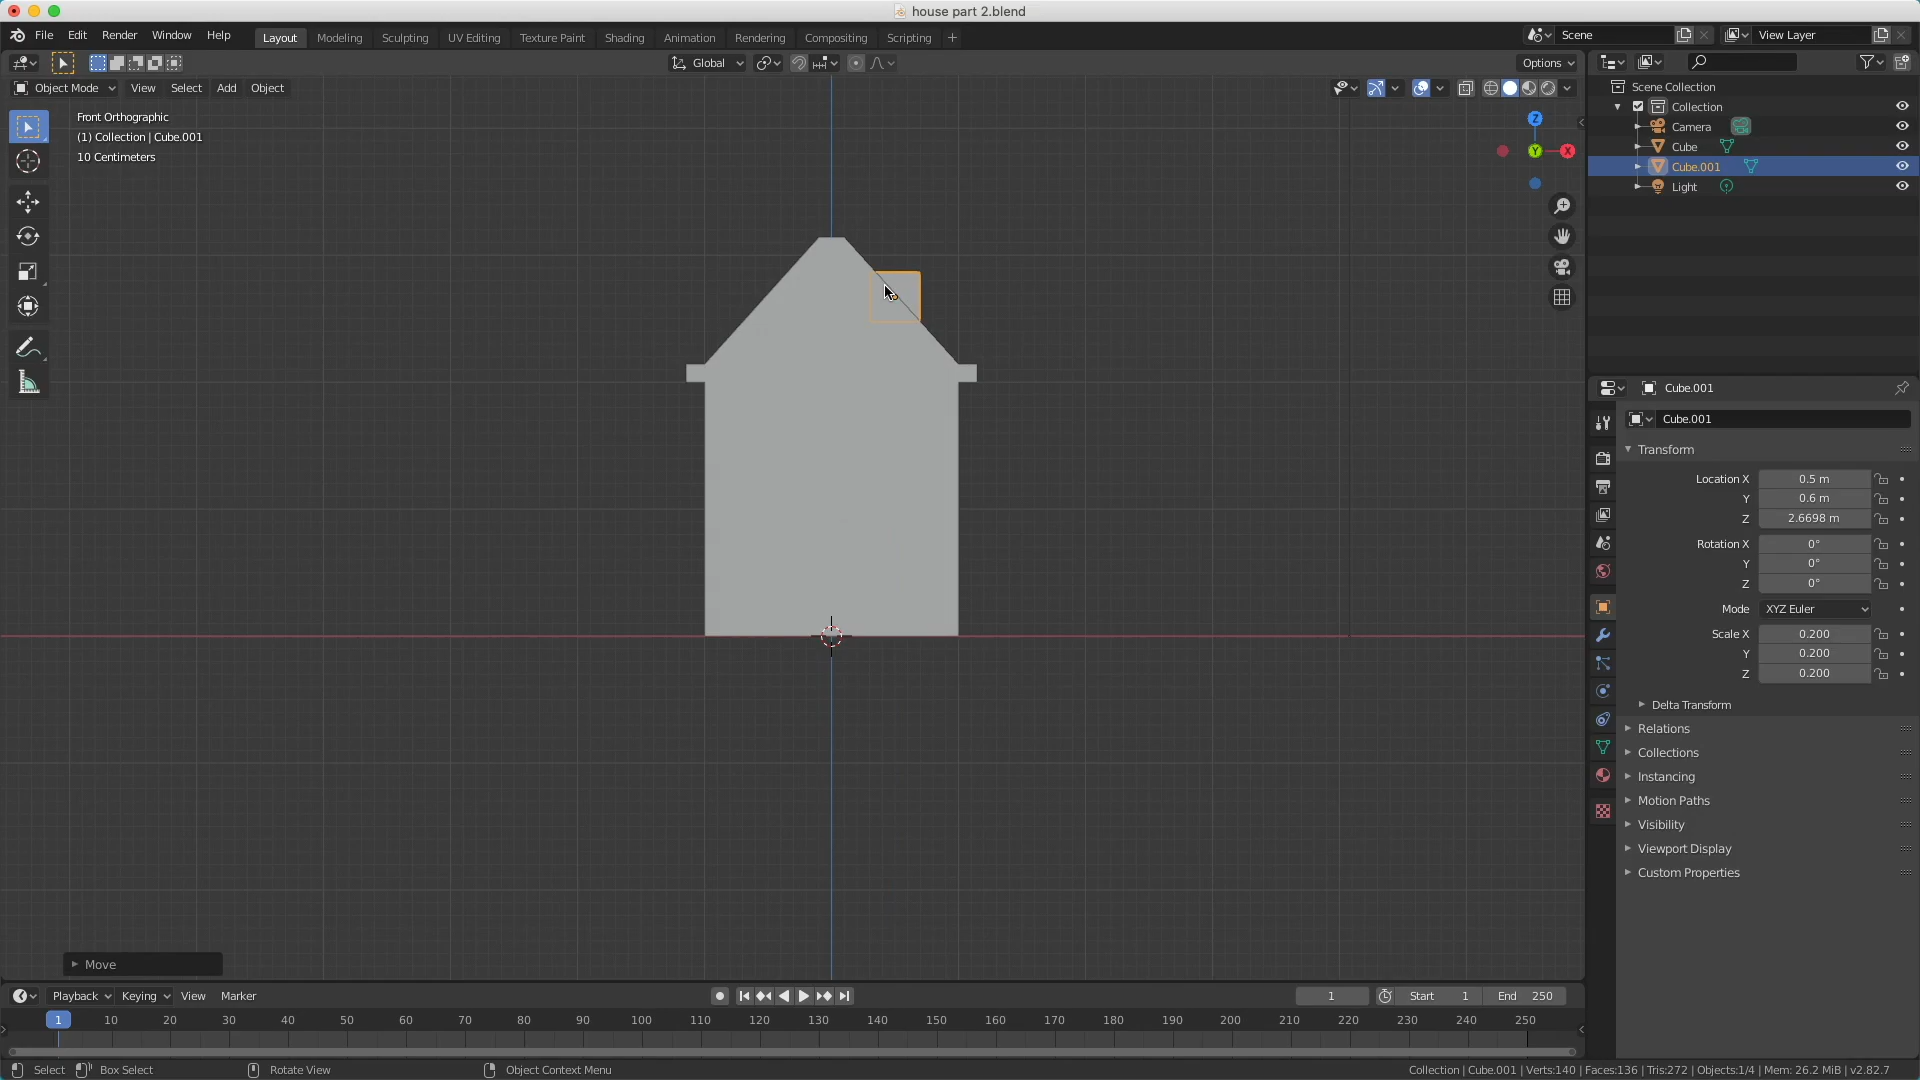 house part 2.blend
File Edit Render Window Help Layout Modeling Sculpting UV Editing Texture Paint Shading Animation Rendering Compositing Scripting + Scene View Layer
Global Options
Object Mode View Select Add Object
Front Orthographic
(1) Collection | Cube.001
10 Centimeters
Z
Y
X
Scene Collection
Collection
Camera
Cube
Cube.001
Light
Cube.001
Cube.001
Transform
Location X 0.5 m
Y 0.6 m
Z 2.6698 m
Rotation X 0°
Y 0°
Z 0°
Mode XYZ Euler
Scale X 0.200
Y 0.200
Z 0.200
Delta Transform
Relations
Collections
Instancing
Motion Paths
Visibility
Viewport Display
Custom Properties
Move
Playback Keying View Marker 1 Start 1 End 250
1 10 20 30 40 50 60 70 80 90 100 110 120 130 140 150 160 170 180 190 200 210 220 230 240 250
Select Box Select Rotate View Object Context Menu Collection | Cube.001 | Verts:140 | Faces:136 | Tris:272 | Objects:1/4 | Mem: 26.2 MiB | v2.82.7